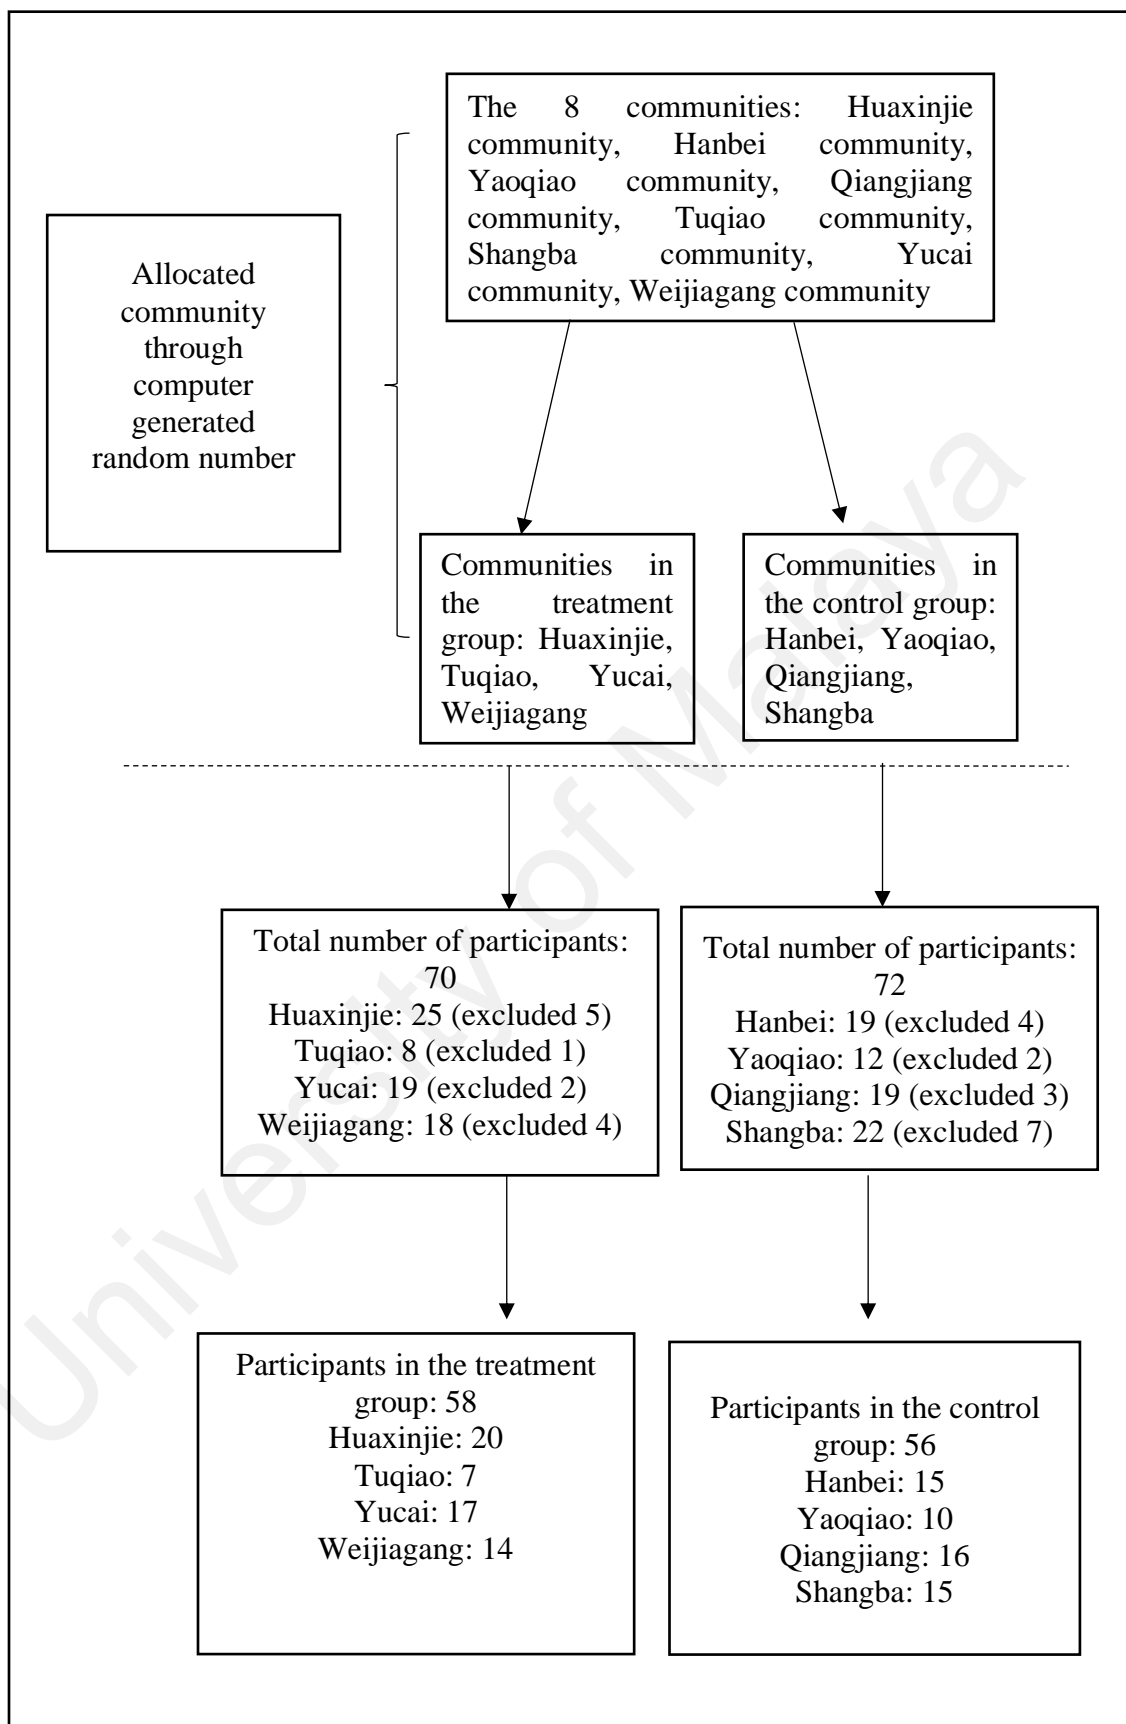 The 8 communities: Huaxinjie
community, Hanbei community,
Yaoqiao community, Qiangjiang
community, Tuqiao community,
Shangba community, Yucai
community, Weijiagang community
Allocated
community
through
computer
generated
random number
Communities in
the treatment
group: Huaxinjie,
Tuqiao, Yucai,
Weijiagang
Communities in
the control group:
Hanbei, Yaoqiao,
Qiangjiang,
Shangba
Total number of participants:
70
Huaxinjie: 25 (excluded 5)
Tuqiao: 8 (excluded 1)
Yucai: 19 (excluded 2)
Weijiagang: 18 (excluded 4)
Total number of participants:
72
Hanbei: 19 (excluded 4)
Yaoqiao: 12 (excluded 2)
Qiangjiang: 19 (excluded 3)
Shangba: 22 (excluded 7)
Participants in the treatment
group: 58
Huaxinjie: 20
Tuqiao: 7
Yucai: 17
Weijiagang: 14
Participants in the control
group: 56
Hanbei: 15
Yaoqiao: 10
Qiangjiang: 16
Shangba: 15
University of Malaya